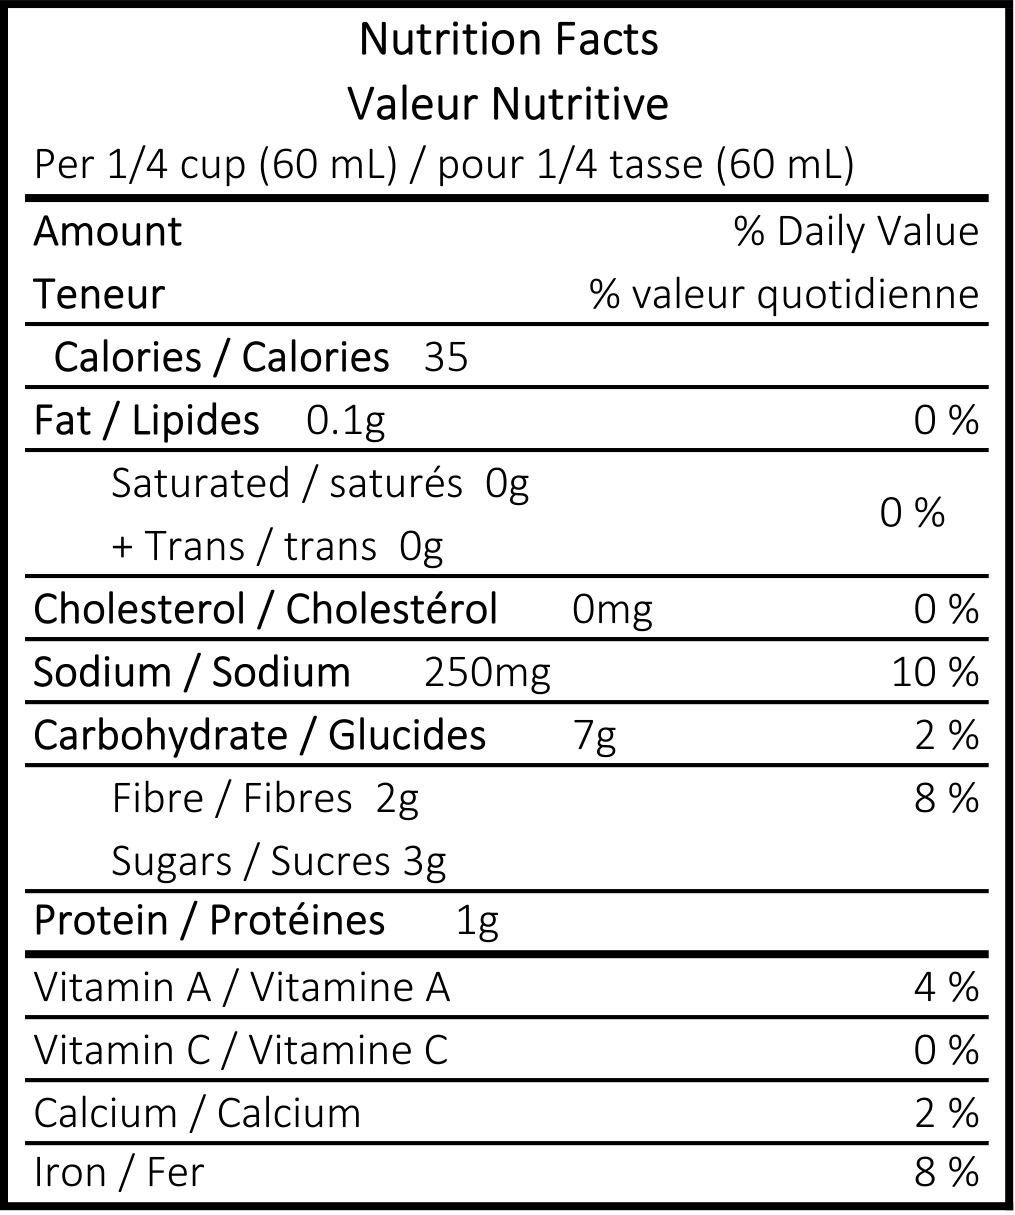 Nutrition Facts
Valeur Nutritive
Per 1/4 cup (60 mL) / pour 1/4 tasse (60 mL)
Amount % Daily Value
Teneur % valeur quotidienne
Calories / Calories 35
Fat / Lipides 0.1g 0 %
Saturated / saturés 0g
0 %
+ Trans / trans 0g
Cholesterol / Cholestérol 0mg 0 %
Sodium / Sodium 250mg 10 %
Carbohydrate / Glucides 7g 2 %
Fibre / Fibres 2g 8 %
Sugars / Sucres 3g
Protein / Protéines 1g
Vitamin A / Vitamine A 4 %
Vitamin C / Vitamine C 0 %
Calcium / Calcium 2 %
Iron / Fer 8 %